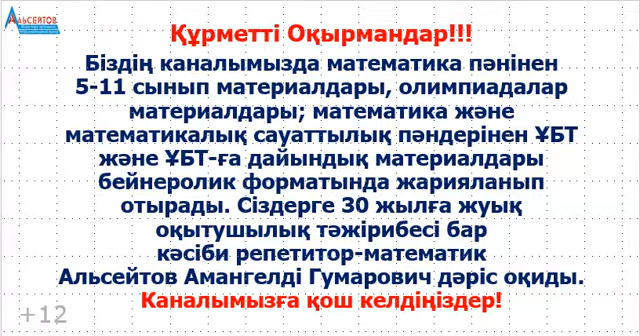 АЛЬСЕЙТОВ
Құрметті Оқырмандар!!!
Біздің каналымызда математика пәнінен
5-11 сынып материалдары, олимпиадалар
материалдары; математика және
математикалық сауаттылық пәндерінен ҰБТ
және ҰБТ-ға дайындық материалдары
бейнеролик форматында жарияланып
отырады. Сіздерге 30 жылға жуық
оқытушылық тәжірибесі бар
кәсіби репетитор-математик
Альсейтов Амангелді Гумарович дәріс оқиды.
Каналымызға қош келдіңіздер!
+12